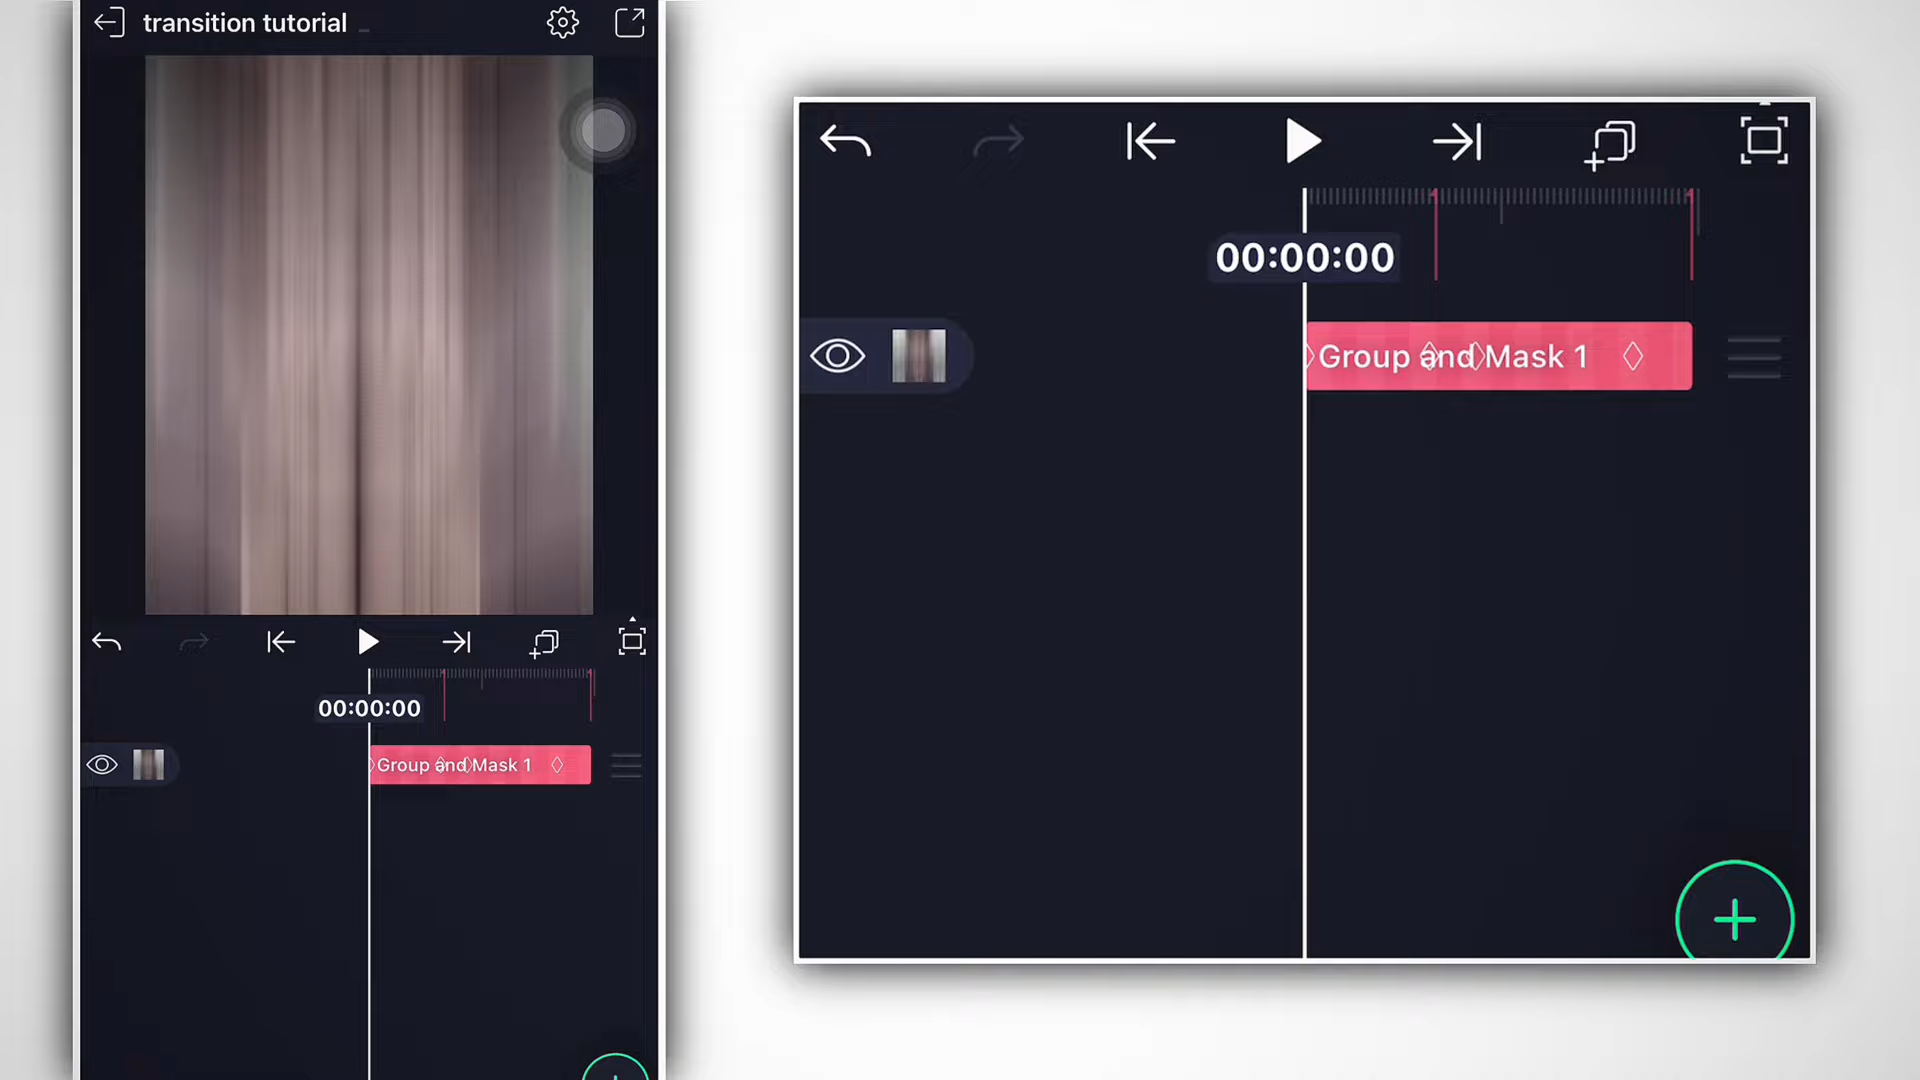 transition tutorial
00:00:00
Group and Mask 1
00:00:00
Group and Mask 1